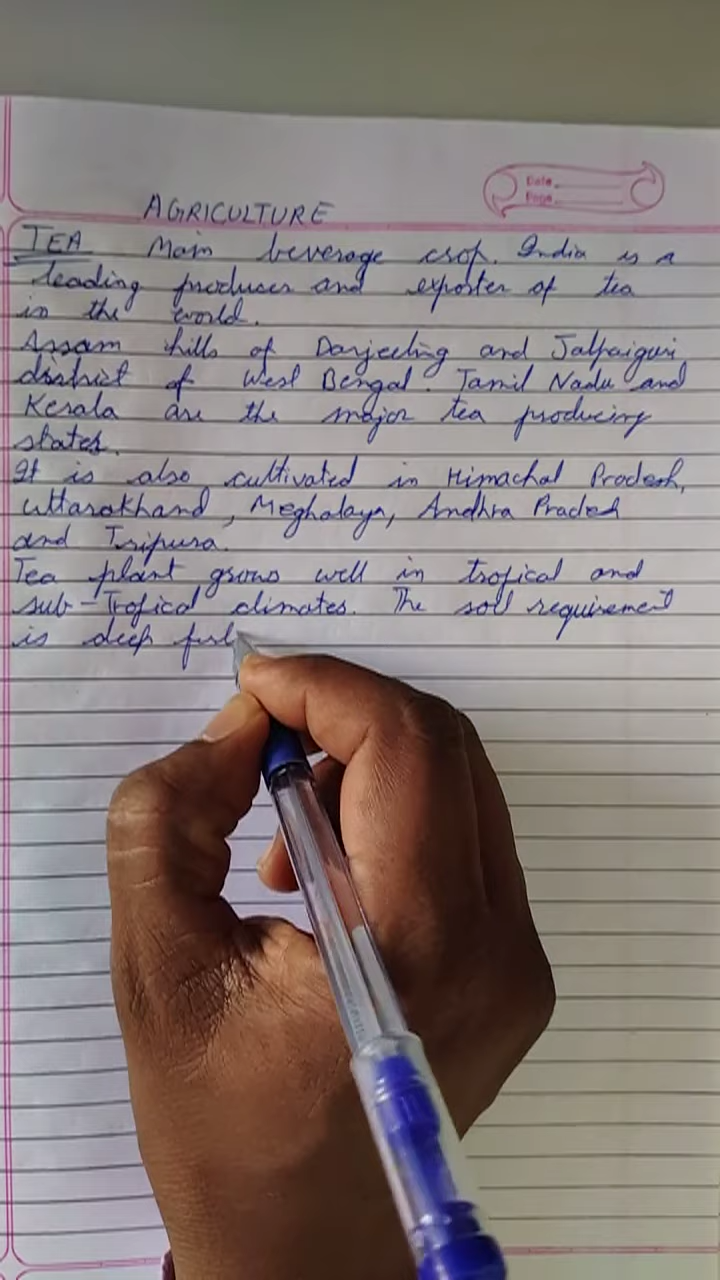 Date
Page
AGRICULTURE
TEA Main beverage crop. India is a
leading producer and exporter of tea
in the world.
Assam hills of Darjeeling and Jalpaiguri
district of West Bengal. Tamil Nadu and
Kerala are the major tea producing
states.
It is also cultivated in Himachal Pradesh,
Uttarakhand, Meghalaya, Andhra Pradesh
and Tripura.
Tea plant grows well in tropical and
sub-Tropical climates. The soil requirement
is deep